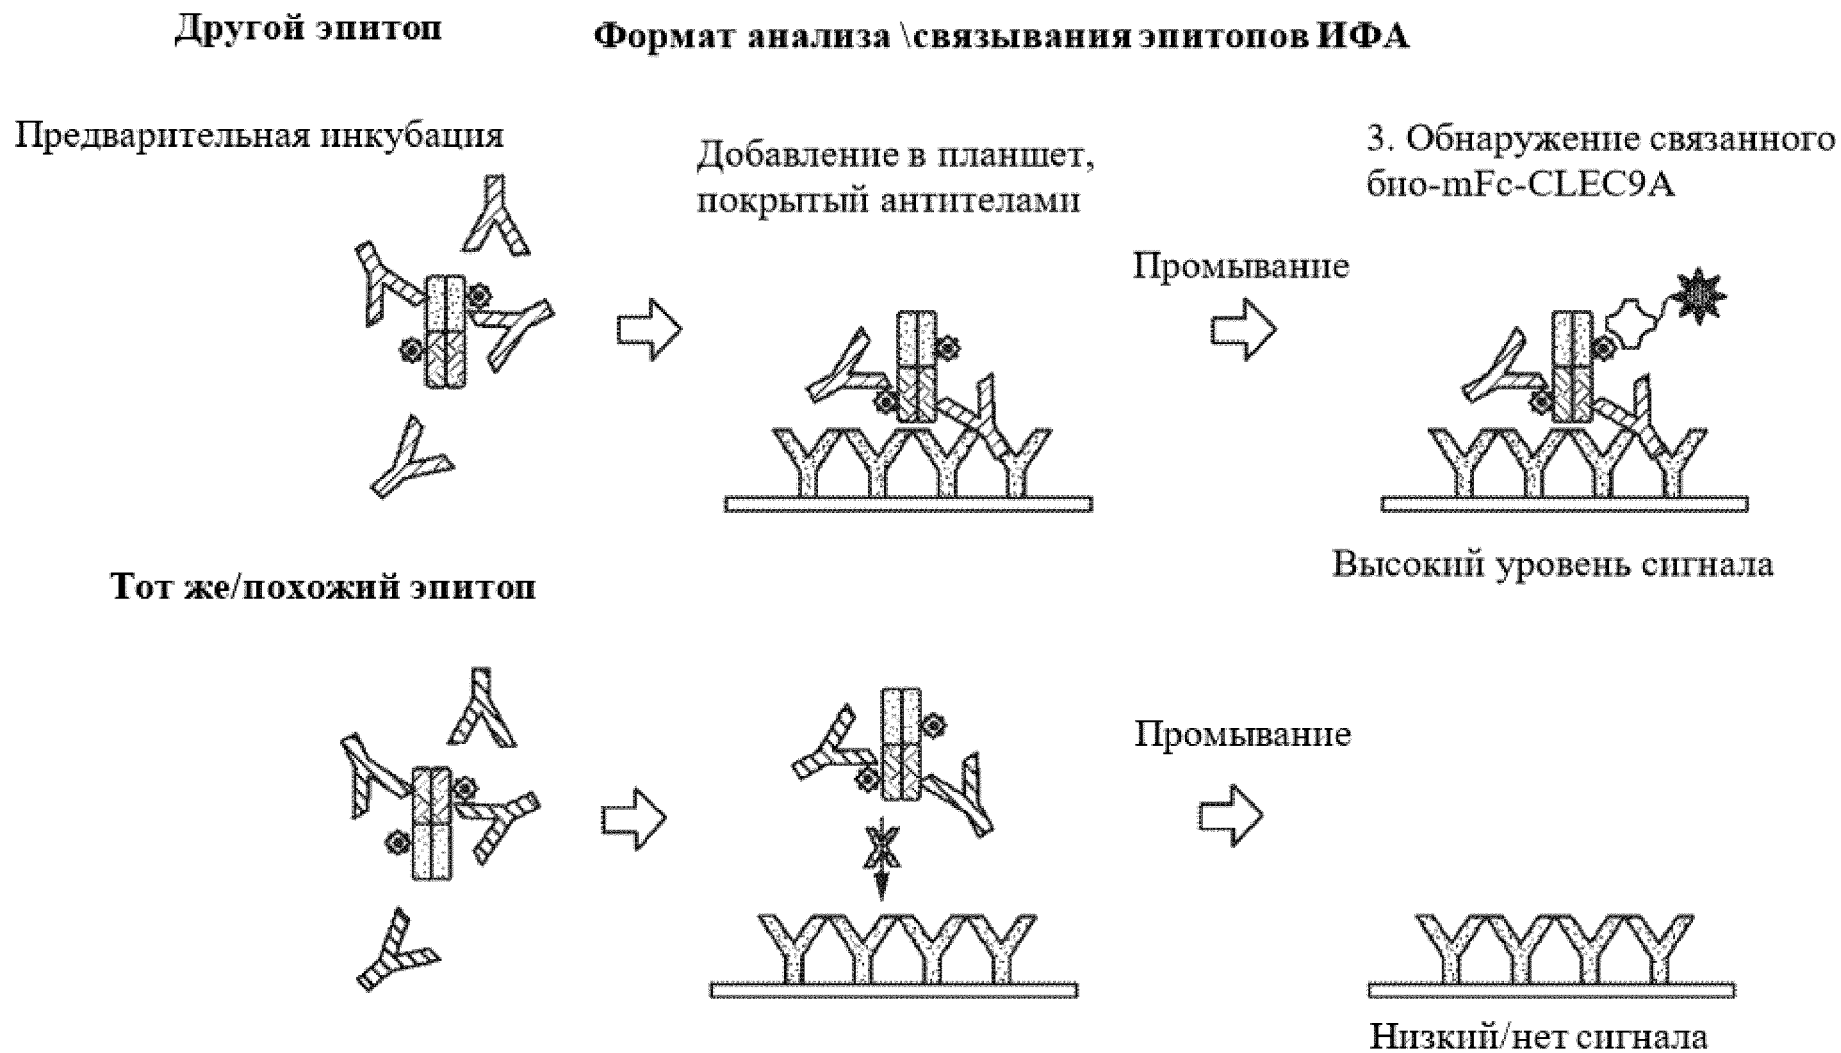 Другой эпитоп
Формат анализа \связывания эпитопов ИФА
Предварительная инкубация
Добавление в планшет,
покрытый антителами
Промывание
3. Обнаружение связанного
био-mFc-CLEC9A
Высокий уровень сигнала
Тот же/похожий эпитоп
Промывание
Низкий/нет сигнала